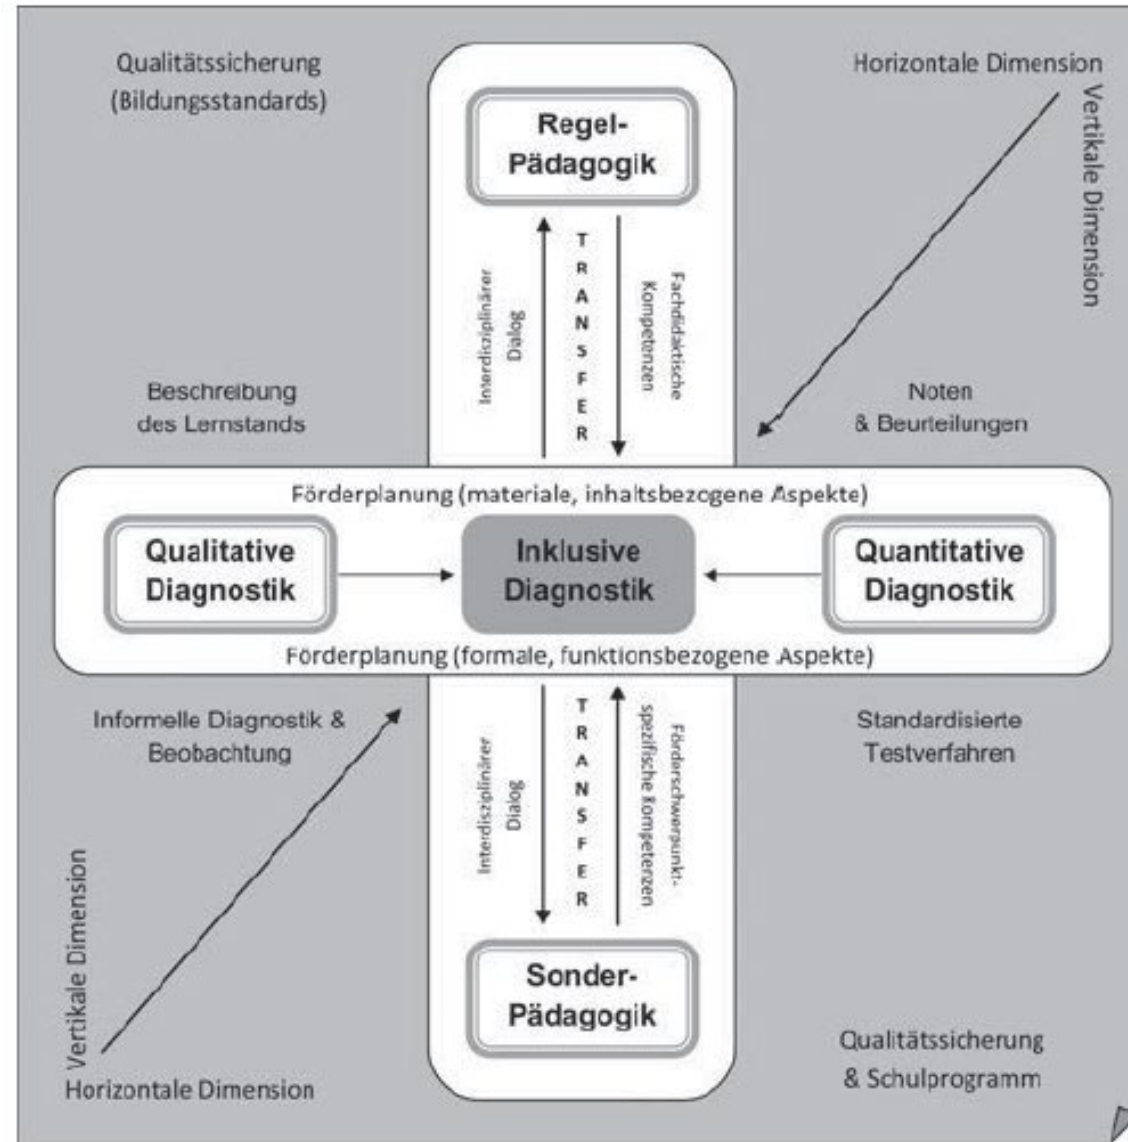 Qualitätssicherung
(Bildungsstandards)
Regel-
Pädagogik
Horizontale Dimension
Vertikale Dimension
Interdisziplinärer
Dialog
TRANSFER
Fachdidaktische
Kompetenzen
Beschreibung
des Lernstands
Noten
& Beurteilungen
Förderplanung (materiale, inhaltsbezogene Aspekte)
Qualitative
Diagnostik
Inklusive
Diagnostik
Quantitative
Diagnostik
Förderplanung (formale, funktionsbezogene Aspekte)
Informelle Diagnostik &
Beobachtung
Interdisziplinärer
Dialog
TRANSFER
Förderschwerpunkt-
spezifische Kompetenzen
Standardisierte
Testverfahren
Vertikale Dimension
Horizontale Dimension
Sonder-
Pädagogik
Qualitätssicherung
& Schulprogramm